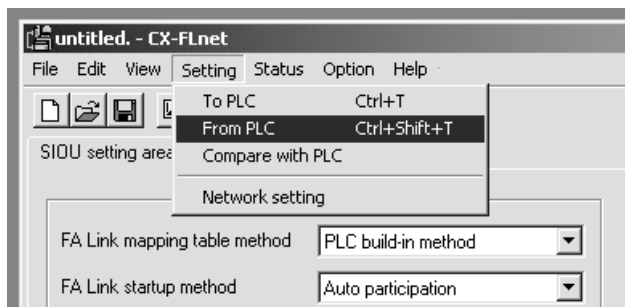 untitled. - CX-FLnet
File Edit View Setting Status Option Help
To PLC Ctrl+T
From PLC Ctrl+Shift+T
SIOU setting area
Compare with PLC
Network setting
FA Link mapping table method PLC build-in method
FA Link startup method Auto participation